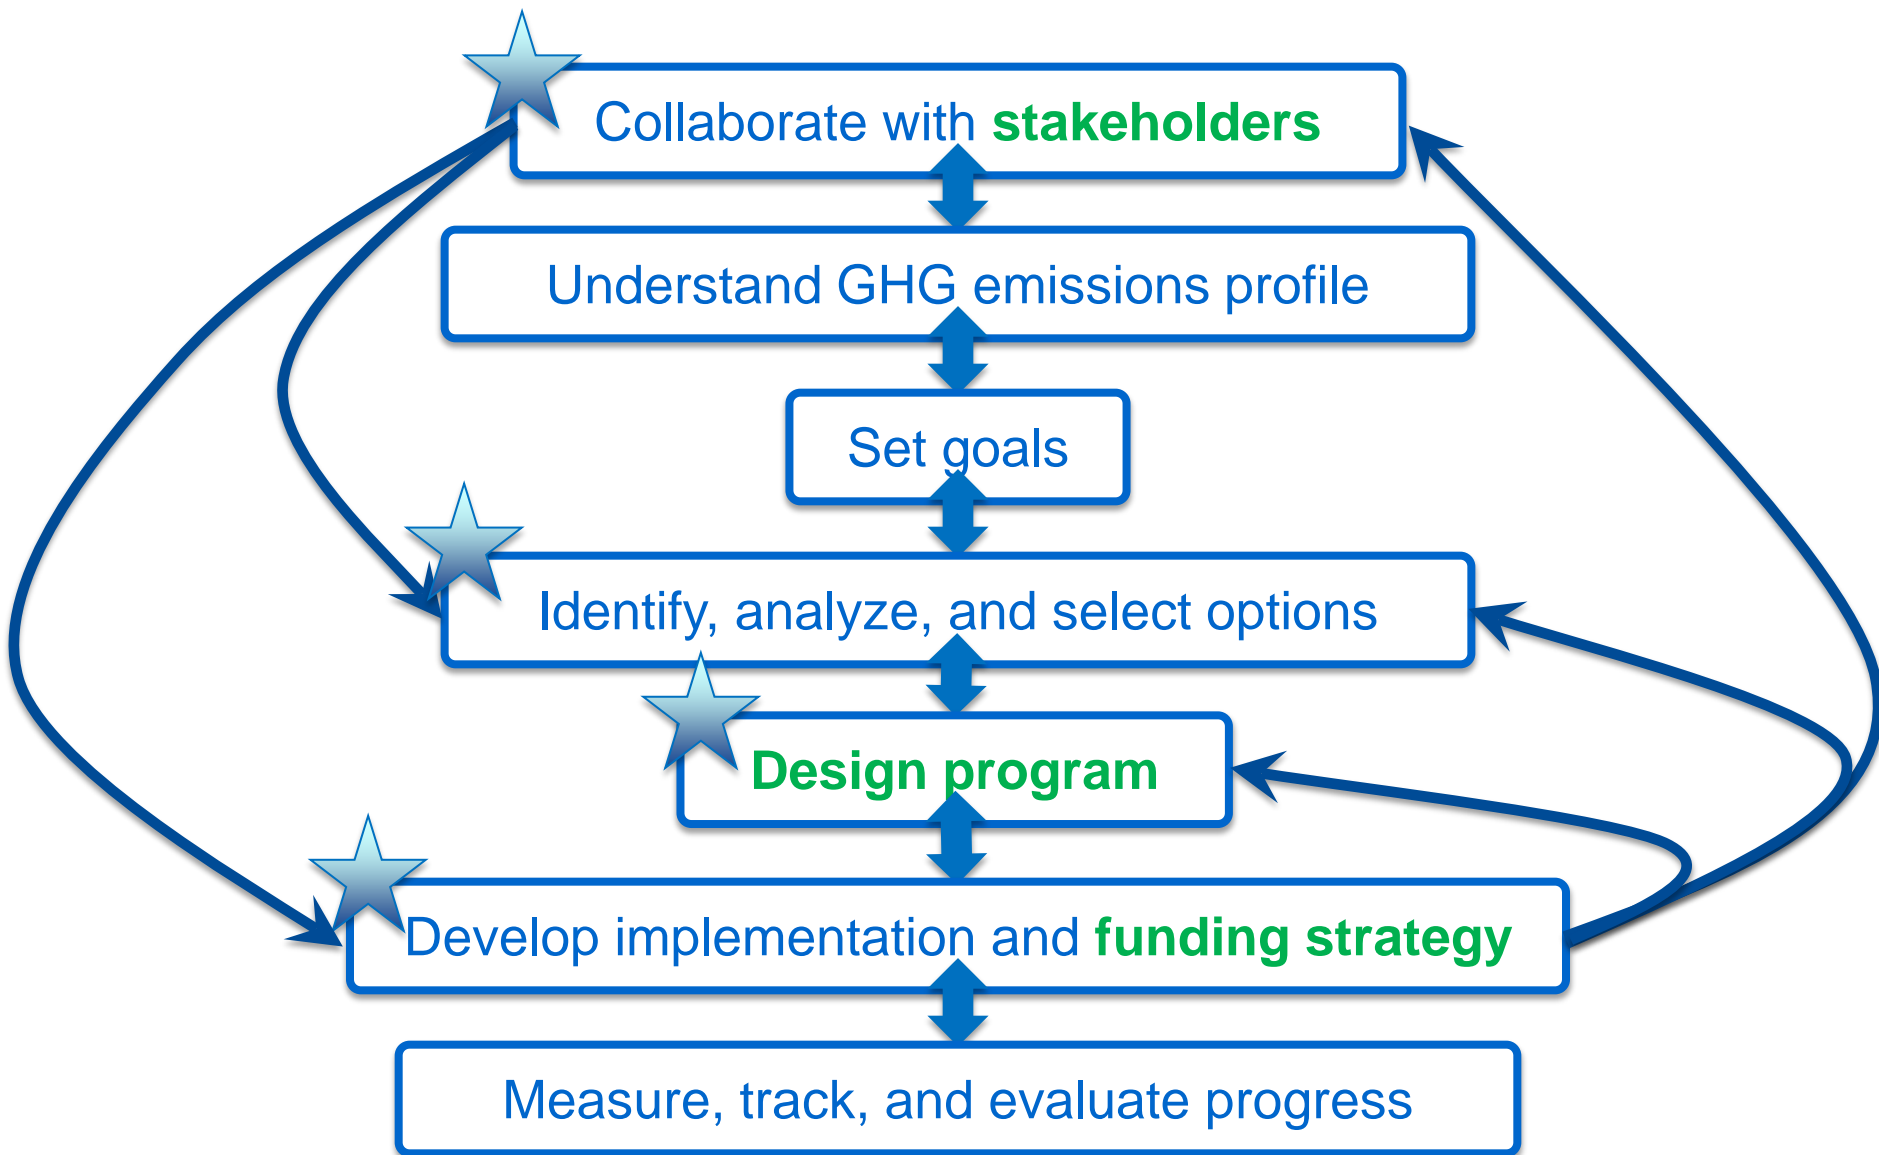 Collaborate with stakeholders
Understand GHG emissions profile
Set goals
Identify, analyze, and select options
Design program
Develop implementation and funding strategy
Measure, track, and evaluate progress